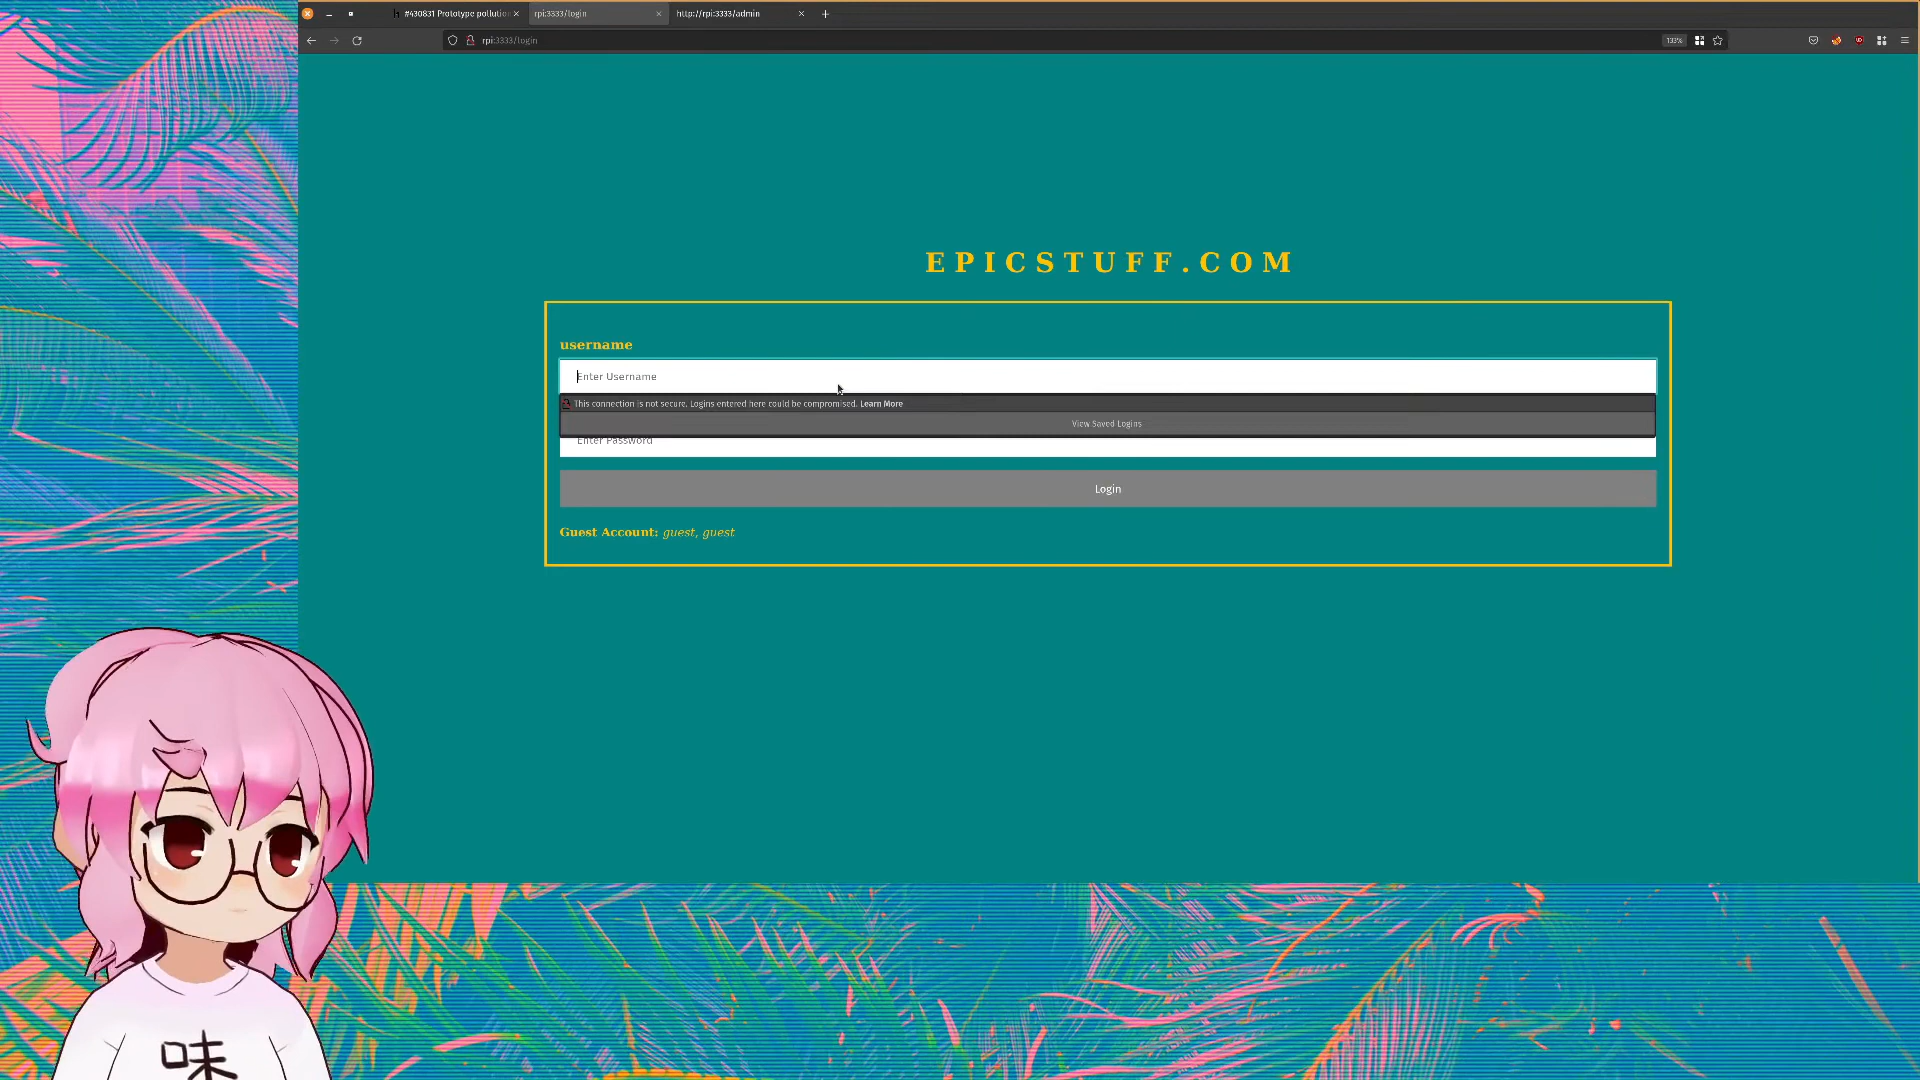 #430831 Prototype pollutio
rpi:3333/login
http://rpi:3333/admin
rpi:3333/login
133%
EPICSTUFF.COM
username
Enter Username
This connection is not secure. Logins entered here could be compromised. Learn More
View Saved Logins
Enter Password
Login
Guest Account: guest, guest
味